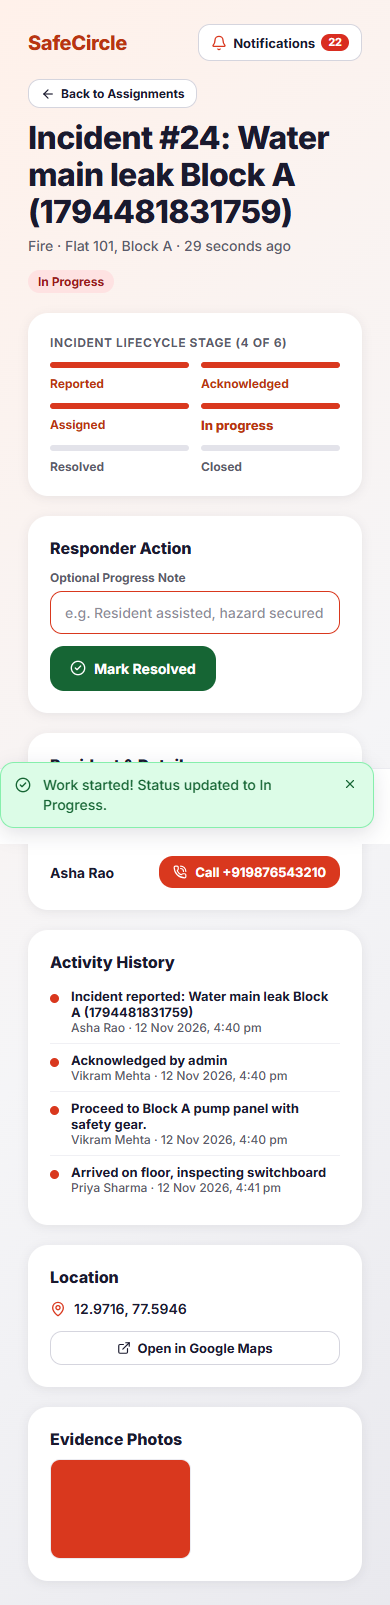 SafeCircle
Notifications 22
Back to Assignments
Incident #24: Water
main leak Block A
(1794481831759)
Fire · Flat 101, Block A · 29 seconds ago
In Progress
INCIDENT LIFECYCLE STAGE (4 OF 6)
Reported
Acknowledged
Assigned
In progress
Resolved
Closed
Responder Action
Optional Progress Note
e.g. Resident assisted, hazard secured
Mark Resolved
Work started! Status updated to In
Progress.
Asha Rao
Call +919876543210
Activity History
Incident reported: Water main leak Block
A (1794481831759)
Asha Rao · 12 Nov 2026, 4:40 pm
Acknowledged by admin
Vikram Mehta · 12 Nov 2026, 4:40 pm
Proceed to Block A pump panel with
safety gear.
Vikram Mehta · 12 Nov 2026, 4:40 pm
Arrived on floor, inspecting switchboard
Priya Sharma · 12 Nov 2026, 4:41 pm
Location
12.9716, 77.5946
Open in Google Maps
Evidence Photos